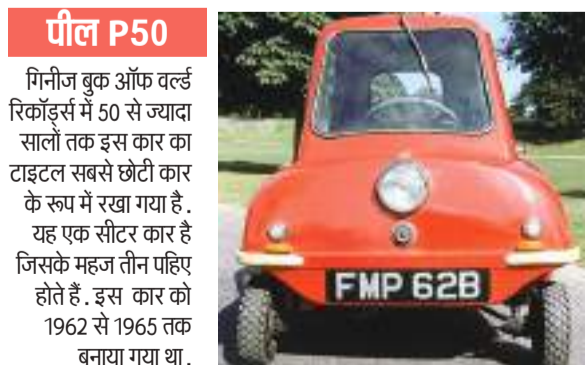 पील P50
गिनीज बुक ऑफ वर्ल्ड
रिकॉर्ड्स में 50 से ज्यादा
सालों तक इस कार का
टाइटल सबसे छोटी कार
के रूप में रखा गया है.
यह एक सीटर कार है
जिसके महज तीन पहिए
होते हैं. इस कार को
1962 से 1965 तक
बनाया गया था.
FMP 62B